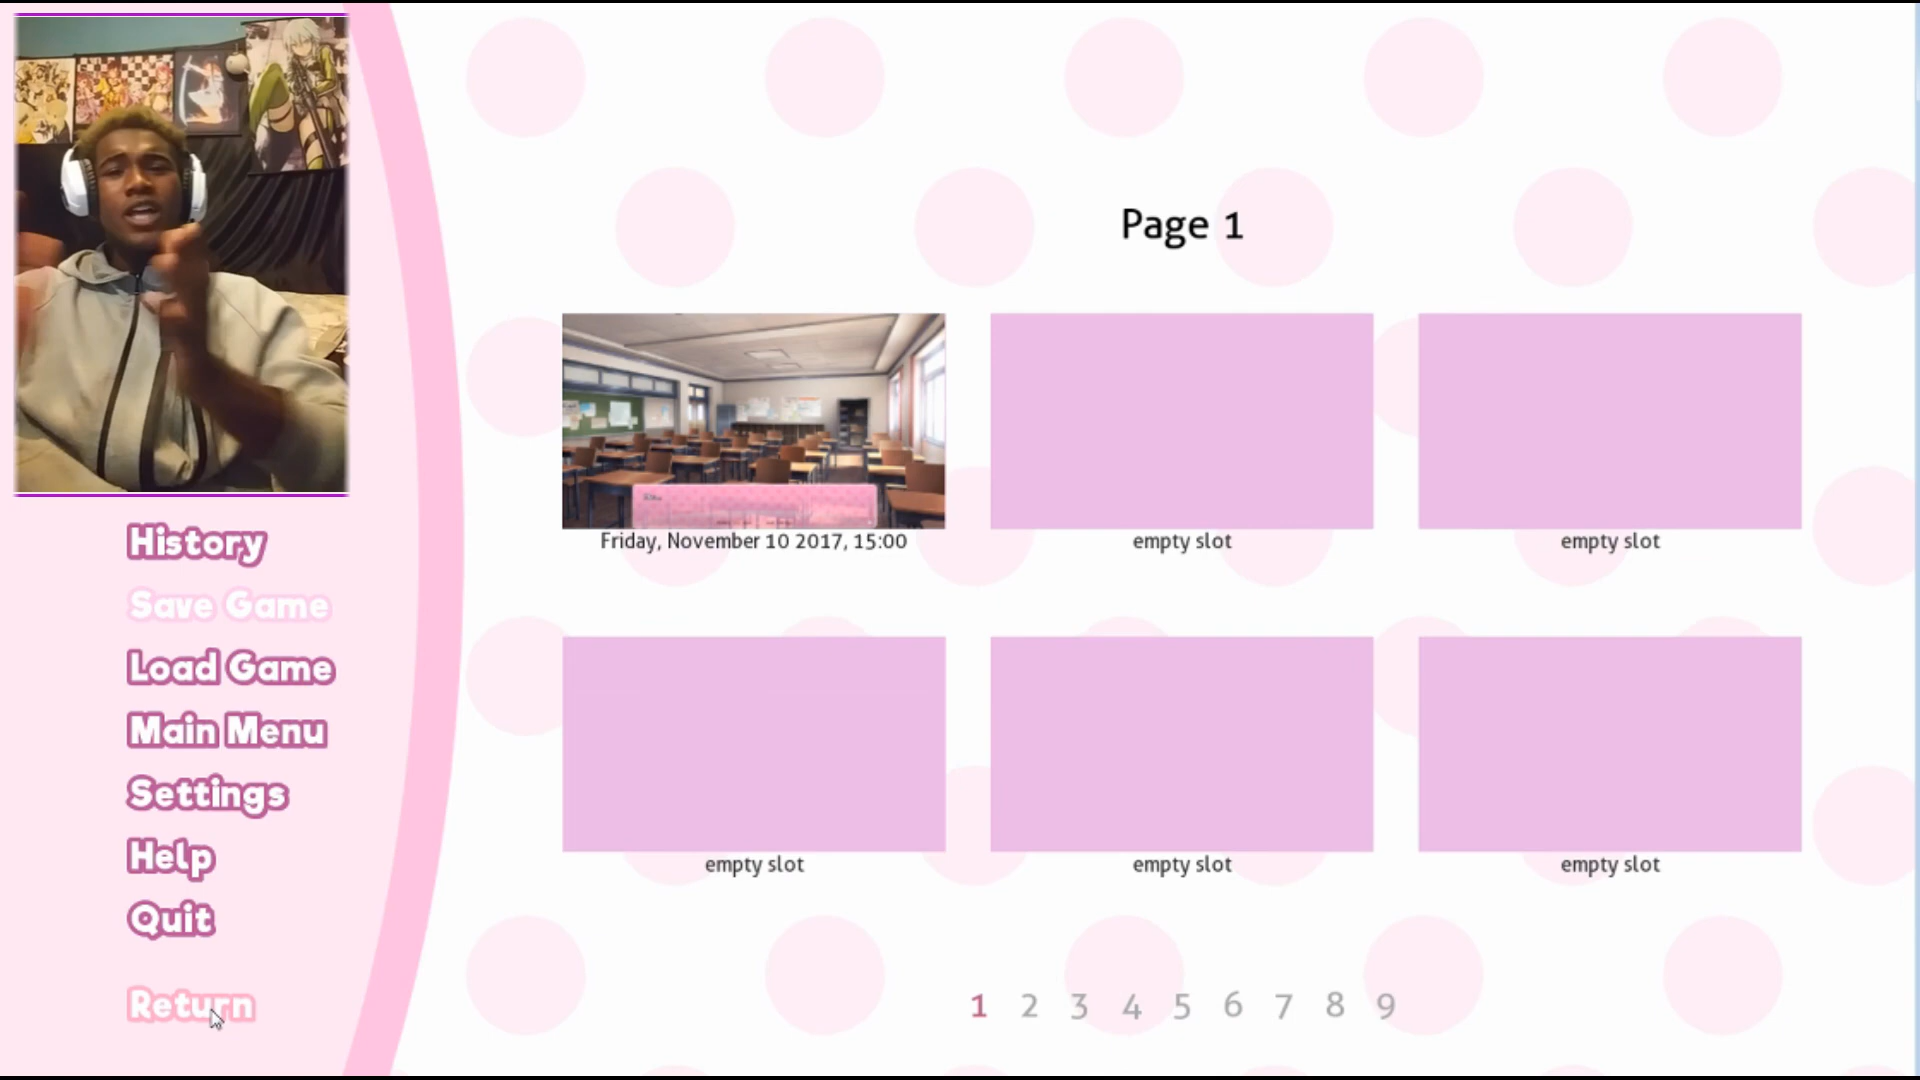 Page 1
Friday, November 10 2017, 15:00
empty slot
empty slot
empty slot
empty slot
empty slot
History
Save Game
Load Game
Main Menu
Settings
Help
Quit
Return
1 2 3 4 5 6 7 8 9